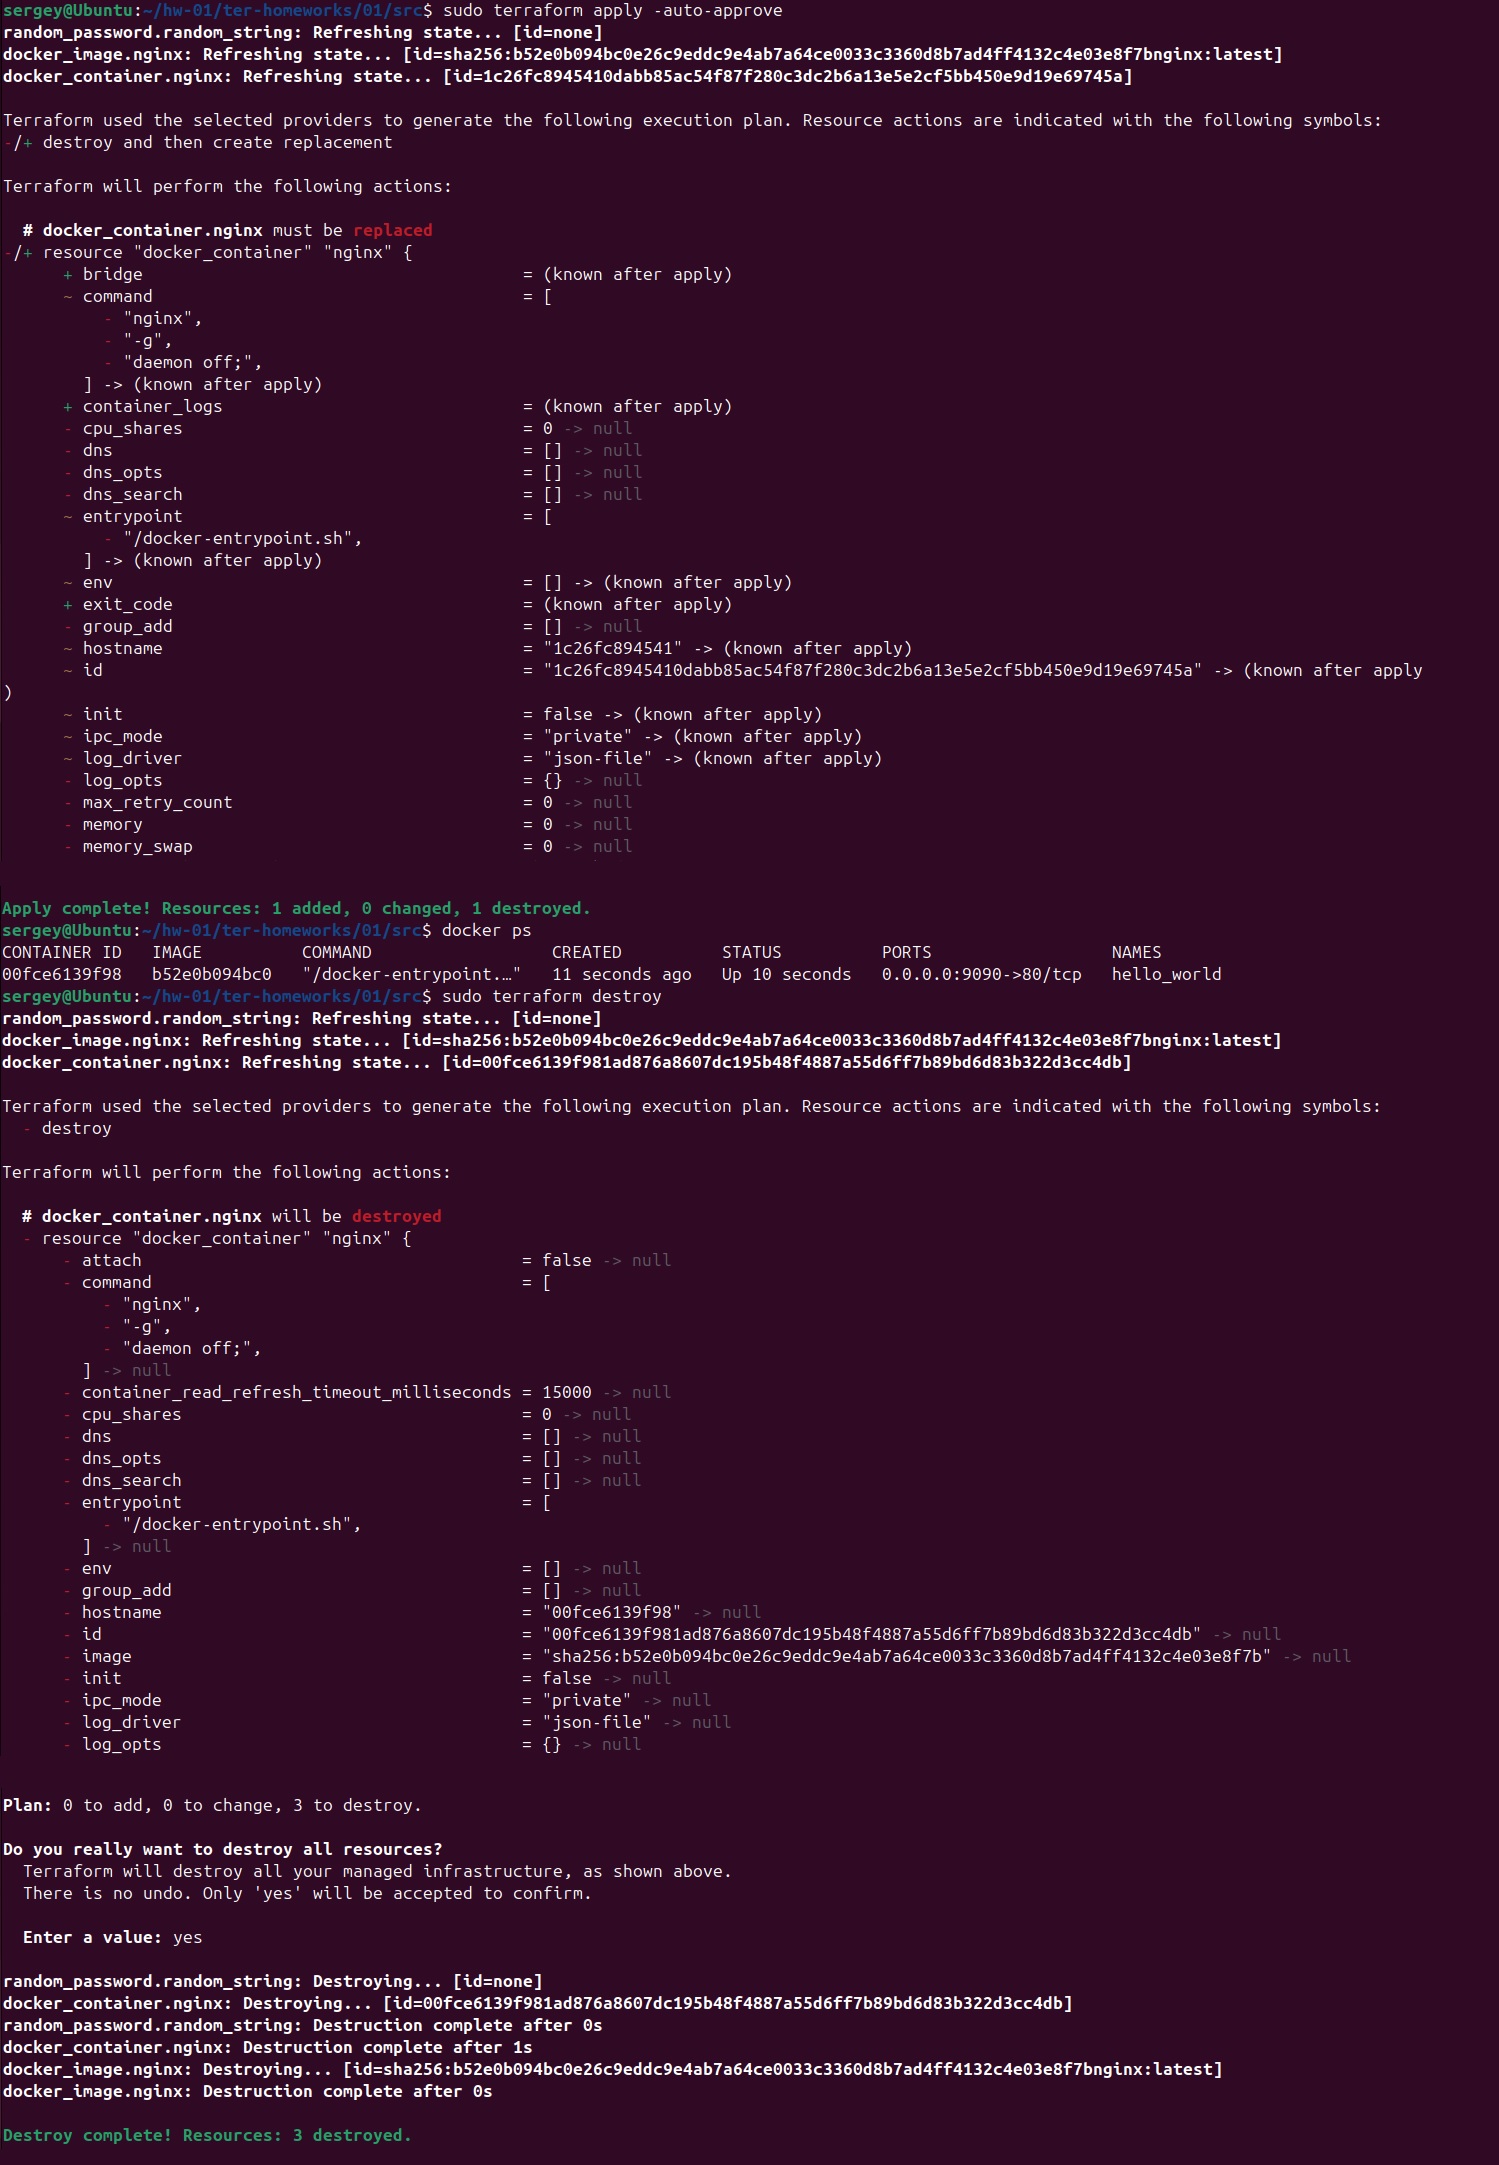 sergey@Ubuntu:~/hw-01/ter-homeworks/01/src$ sudo terraform apply -auto-approve
random_password.random_string: Refreshing state... [id=none]
docker_image.nginx: Refreshing state... [id=sha256:b52e0b094bc0e26c9eddc9e4ab7a64ce0033c3360d8b7ad4ff4132c4e03e8f7bnginx:latest]
docker_container.nginx: Refreshing state... [id=1c26fc8945410dabb85ac54f87f280c3dc2b6a13e5e2cf5bb450e9d19e69745a]

Terraform used the selected providers to generate the following execution plan. Resource actions are indicated with the following symbols:
-/+ destroy and then create replacement

Terraform will perform the following actions:

  # docker_container.nginx must be replaced
-/+ resource "docker_container" "nginx" {
      + bridge                                      = (known after apply)
      ~ command                                     = [
          - "nginx",
          - "-g",
          - "daemon off;",
        ] -> (known after apply)
      + container_logs                              = (known after apply)
      - cpu_shares                                  = 0 -> null
      - dns                                         = [] -> null
      - dns_opts                                    = [] -> null
      - dns_search                                  = [] -> null
      ~ entrypoint                                  = [
          - "/docker-entrypoint.sh",
        ] -> (known after apply)
      ~ env                                         = [] -> (known after apply)
      + exit_code                                   = (known after apply)
      - group_add                                   = [] -> null
      ~ hostname                                    = "1c26fc894541" -> (known after apply)
      ~ id                                          = "1c26fc8945410dabb85ac54f87f280c3dc2b6a13e5e2cf5bb450e9d19e69745a" -> (known after apply
)
      ~ init                                        = false -> (known after apply)
      ~ ipc_mode                                    = "private" -> (known after apply)
      ~ log_driver                                  = "json-file" -> (known after apply)
      - log_opts                                    = {} -> null
      - max_retry_count                             = 0 -> null
      - memory                                      = 0 -> null
      - memory_swap                                 = 0 -> null

Apply complete! Resources: 1 added, 0 changed, 1 destroyed.
sergey@Ubuntu:~/hw-01/ter-homeworks/01/src$ docker ps
CONTAINER ID   IMAGE          COMMAND                  CREATED          STATUS          PORTS                  NAMES
00fce6139f98   b52e0b094bc0   "/docker-entrypoint.…"   11 seconds ago   Up 10 seconds   0.0.0.0:9090->80/tcp   hello_world
sergey@Ubuntu:~/hw-01/ter-homeworks/01/src$ sudo terraform destroy
random_password.random_string: Refreshing state... [id=none]
docker_image.nginx: Refreshing state... [id=sha256:b52e0b094bc0e26c9eddc9e4ab7a64ce0033c3360d8b7ad4ff4132c4e03e8f7bnginx:latest]
docker_container.nginx: Refreshing state... [id=00fce6139f981ad876a8607dc195b48f4887a55d6ff7b89bd6d83b322d3cc4db]

Terraform used the selected providers to generate the following execution plan. Resource actions are indicated with the following symbols:
  - destroy

Terraform will perform the following actions:

  # docker_container.nginx will be destroyed
  - resource "docker_container" "nginx" {
      - attach                                      = false -> null
      - command                                     = [
          - "nginx",
          - "-g",
          - "daemon off;",
        ] -> null
      - container_read_refresh_timeout_milliseconds = 15000 -> null
      - cpu_shares                                  = 0 -> null
      - dns                                         = [] -> null
      - dns_opts                                    = [] -> null
      - dns_search                                  = [] -> null
      - entrypoint                                  = [
          - "/docker-entrypoint.sh",
        ] -> null
      - env                                         = [] -> null
      - group_add                                   = [] -> null
      - hostname                                    = "00fce6139f98" -> null
      - id                                          = "00fce6139f981ad876a8607dc195b48f4887a55d6ff7b89bd6d83b322d3cc4db" -> null
      - image                                       = "sha256:b52e0b094bc0e26c9eddc9e4ab7a64ce0033c3360d8b7ad4ff4132c4e03e8f7b" -> null
      - init                                        = false -> null
      - ipc_mode                                    = "private" -> null
      - log_driver                                  = "json-file" -> null
      - log_opts                                    = {} -> null

Plan: 0 to add, 0 to change, 3 to destroy.

Do you really want to destroy all resources?
  Terraform will destroy all your managed infrastructure, as shown above.
  There is no undo. Only 'yes' will be accepted to confirm.

  Enter a value: yes

random_password.random_string: Destroying... [id=none]
docker_container.nginx: Destroying... [id=00fce6139f981ad876a8607dc195b48f4887a55d6ff7b89bd6d83b322d3cc4db]
random_password.random_string: Destruction complete after 0s
docker_container.nginx: Destruction complete after 1s
docker_image.nginx: Destroying... [id=sha256:b52e0b094bc0e26c9eddc9e4ab7a64ce0033c3360d8b7ad4ff4132c4e03e8f7bnginx:latest]
docker_image.nginx: Destruction complete after 0s

Destroy complete! Resources: 3 destroyed.